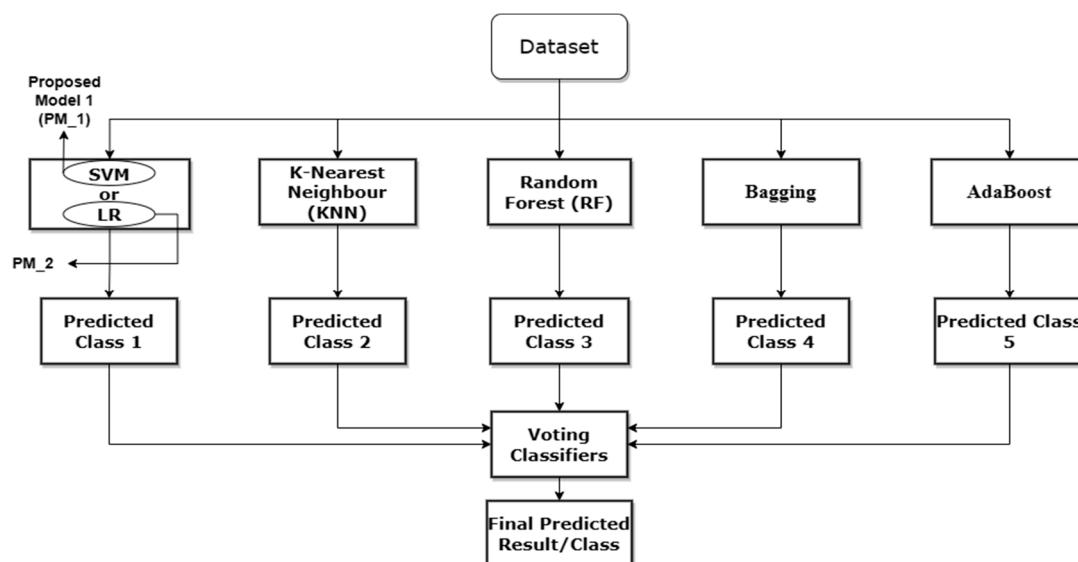 Dataset
Proposed
Model 1
(PM_1)
SVM
or
LR
K-Nearest
Neighbour
(KNN)
Random
Forest (RF)
Bagging
AdaBoost
PM_2
Predicted
Class 1
Predicted
Class 2
Predicted
Class 3
Predicted
Class 4
Predicted Class
5
Voting
Classifiers
Final Predicted
Result/Class